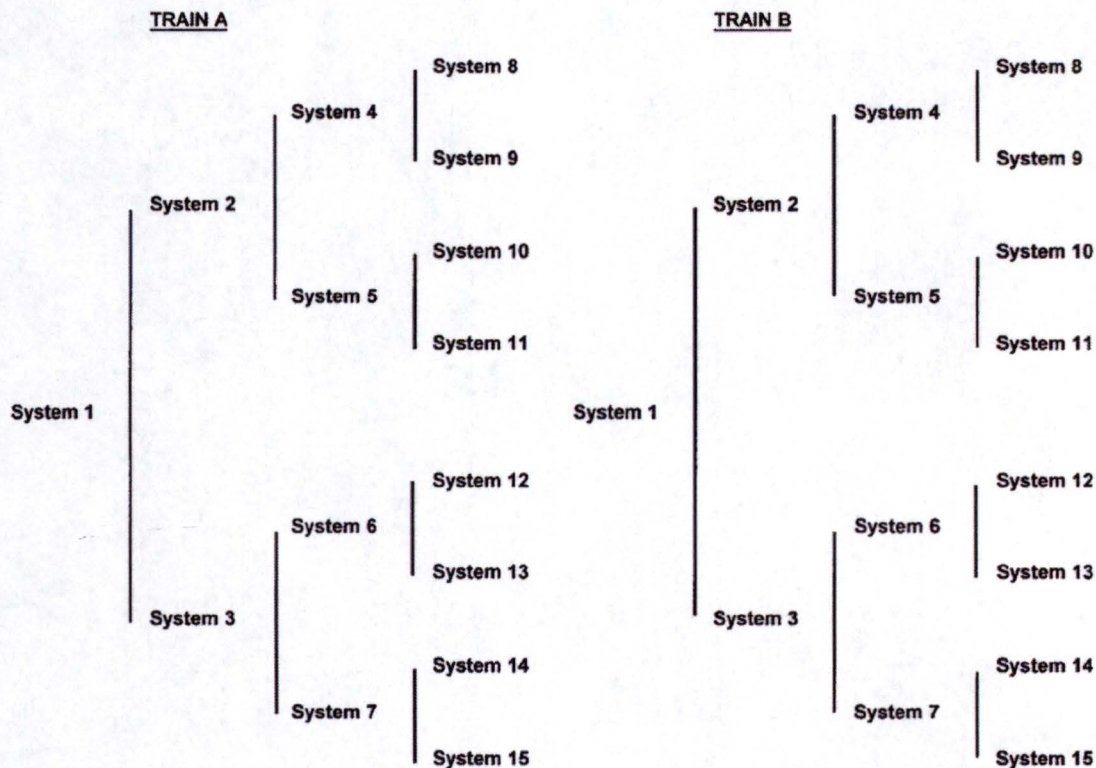 TRAIN A
System 8
System 4
System 9
System 2
System 10
System 5
System 11
System 1
System 12
System 6
System 13
System 3
System 14
System 7
System 15
TRAIN B
System 8
System 4
System 9
System 2
System 10
System 5
System 11
System 1
System 12
System 6
System 13
System 3
System 14
System 7
System 15